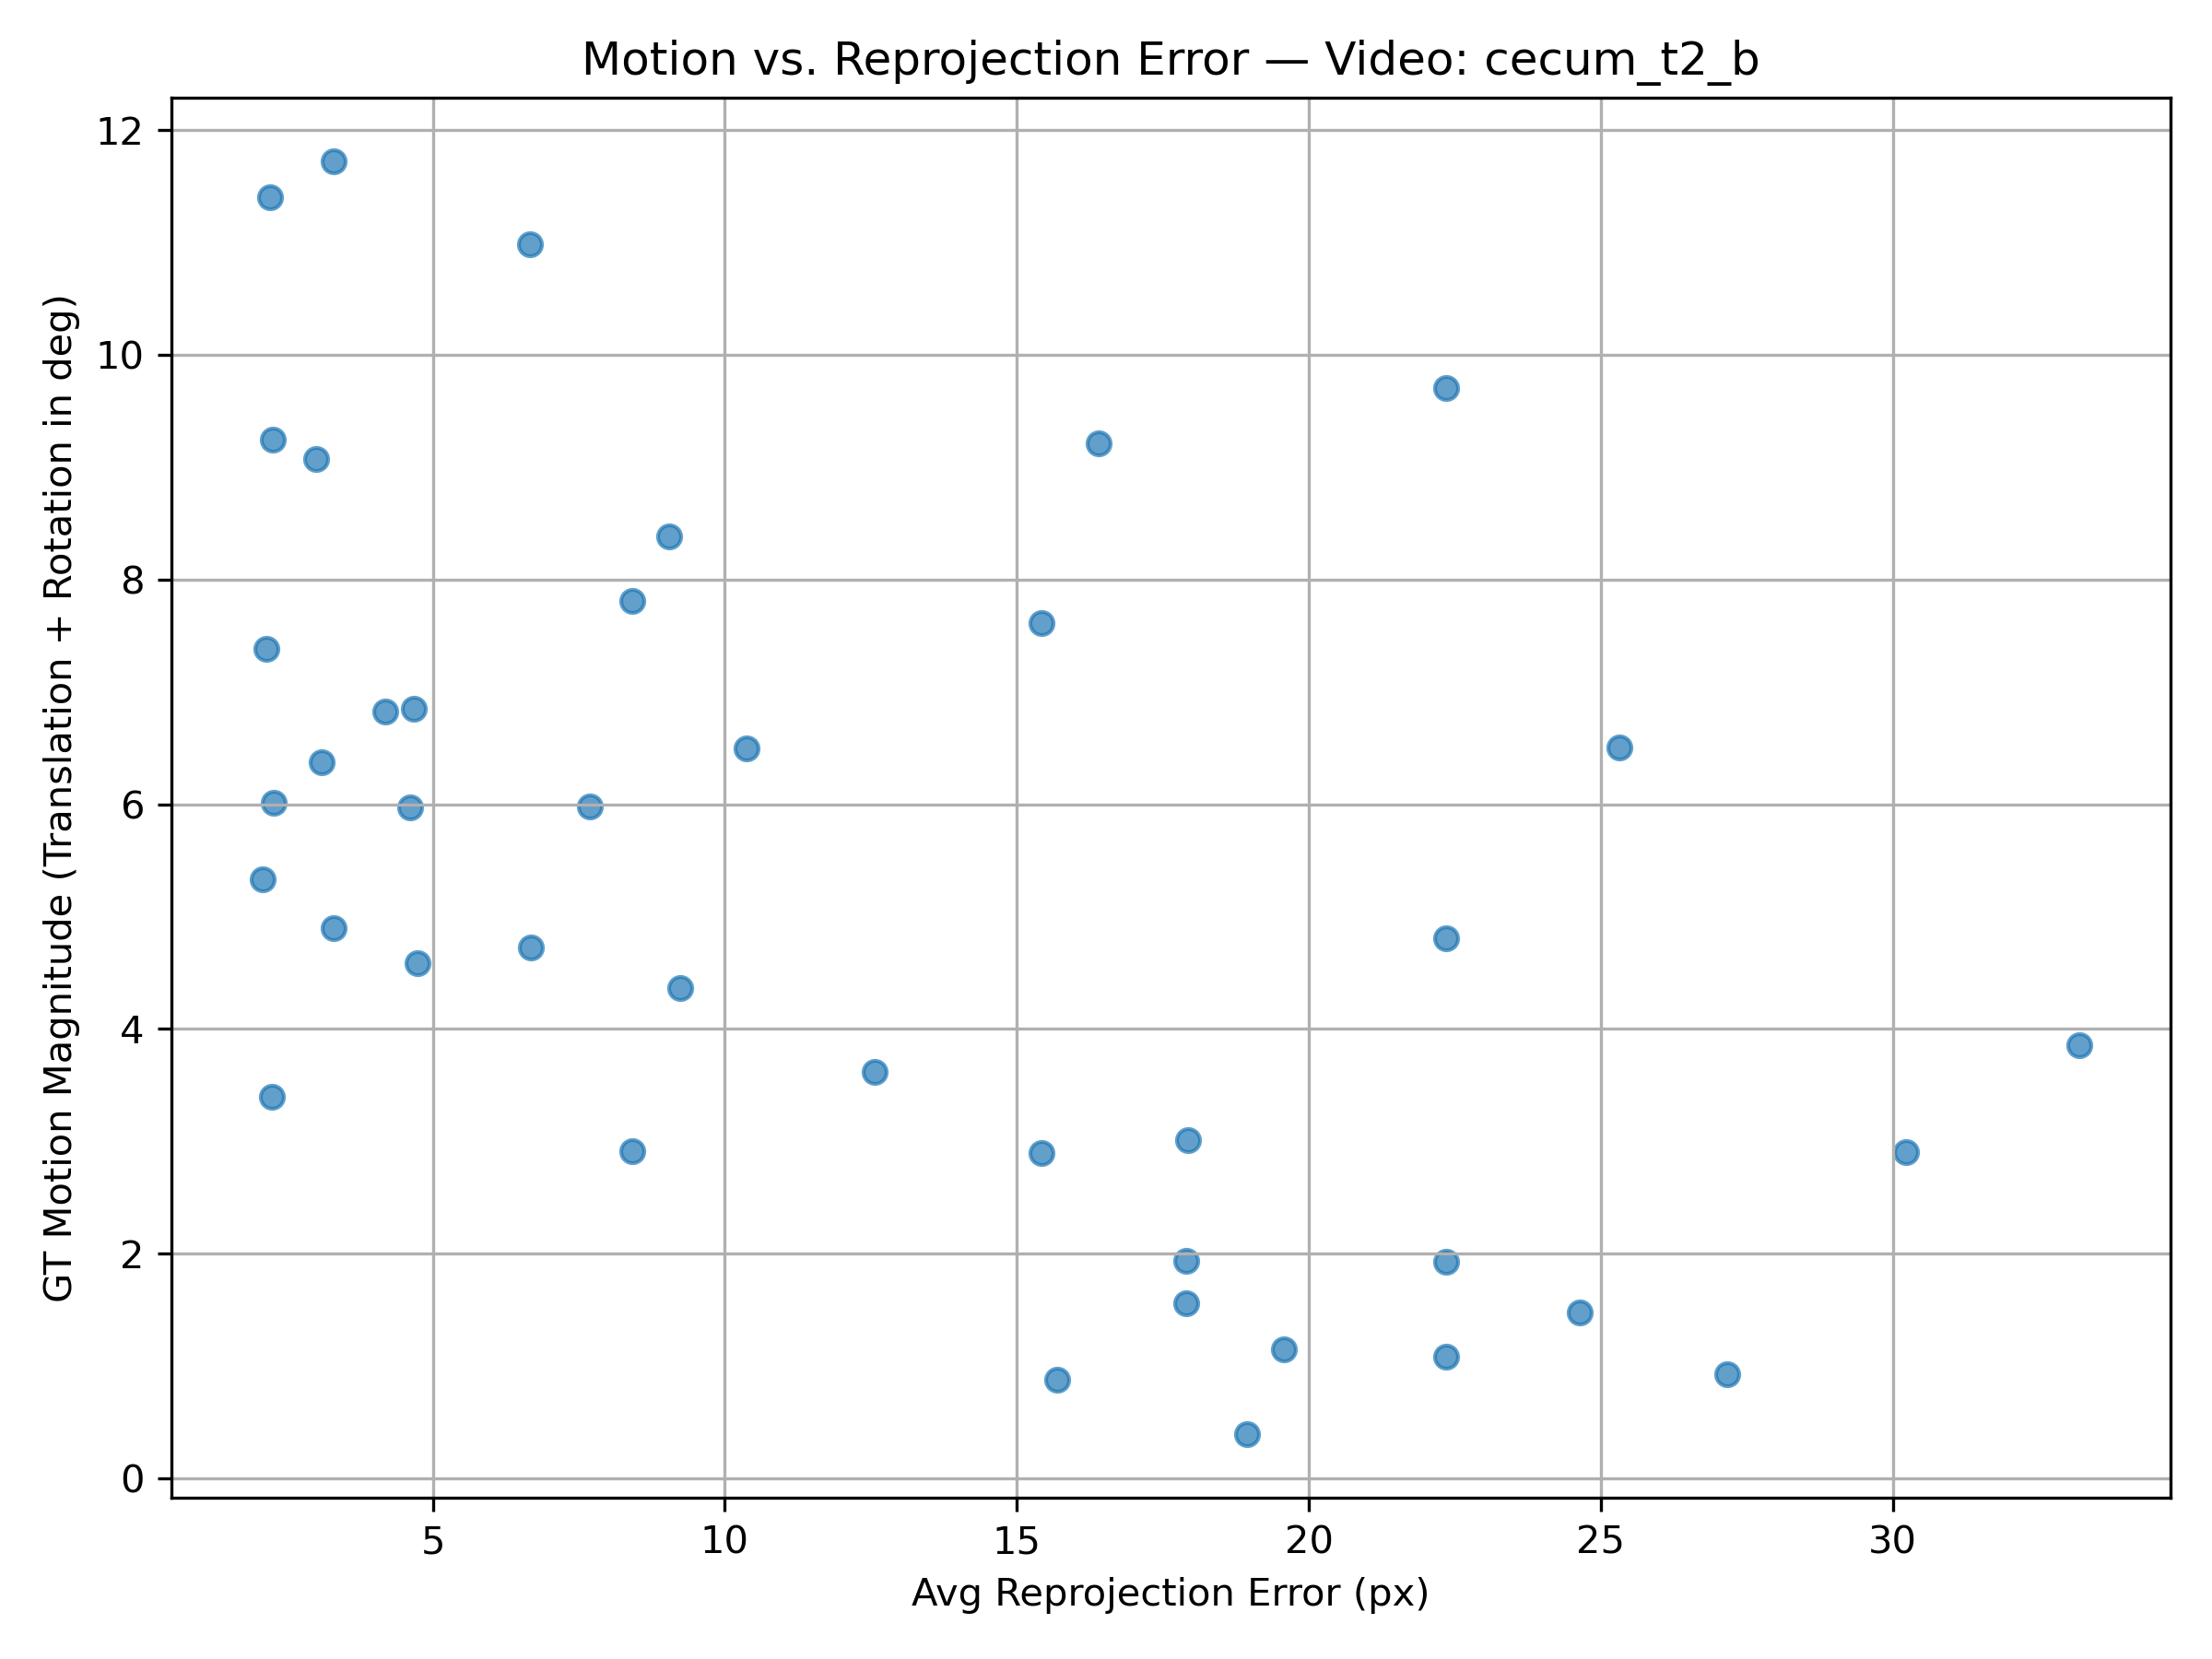 Motion vs. Reprojection Error — Video: cecum_t2_b
GT Motion Magnitude (Translation + Rotation in deg)
12
10
8
6
4
2
0
5 10 15 20 25 30
Avg Reprojection Error (px)